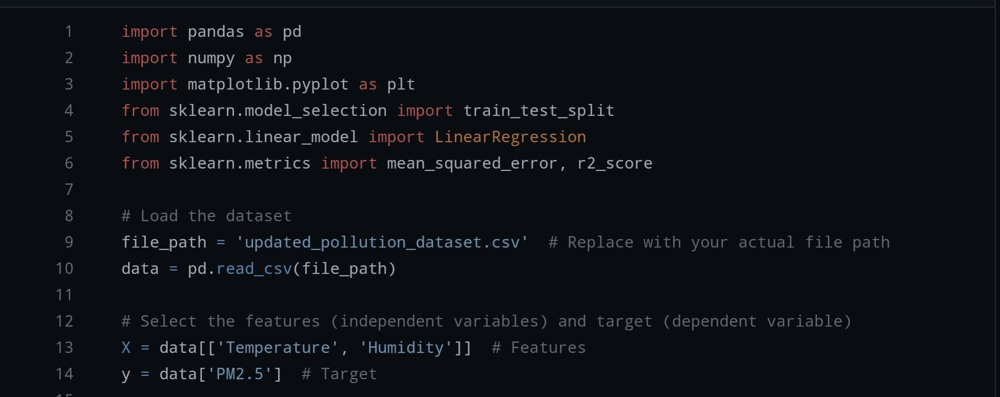 1 import pandas as pd
2 import numpy as np
3 import matplotlib.pyplot as plt
4 from sklearn.model_selection import train_test_split
5 from sklearn.linear_model import LinearRegression
6 from sklearn.metrics import mean_squared_error, r2_score
7
8 # Load the dataset
9 file_path = 'updated_pollution_dataset.csv'  # Replace with your actual file path
10 data = pd.read_csv(file_path)
11
12 # Select the features (independent variables) and target (dependent variable)
13 X = data[['Temperature', 'Humidity']]  # Features
14 y = data['PM2.5']  # Target
15